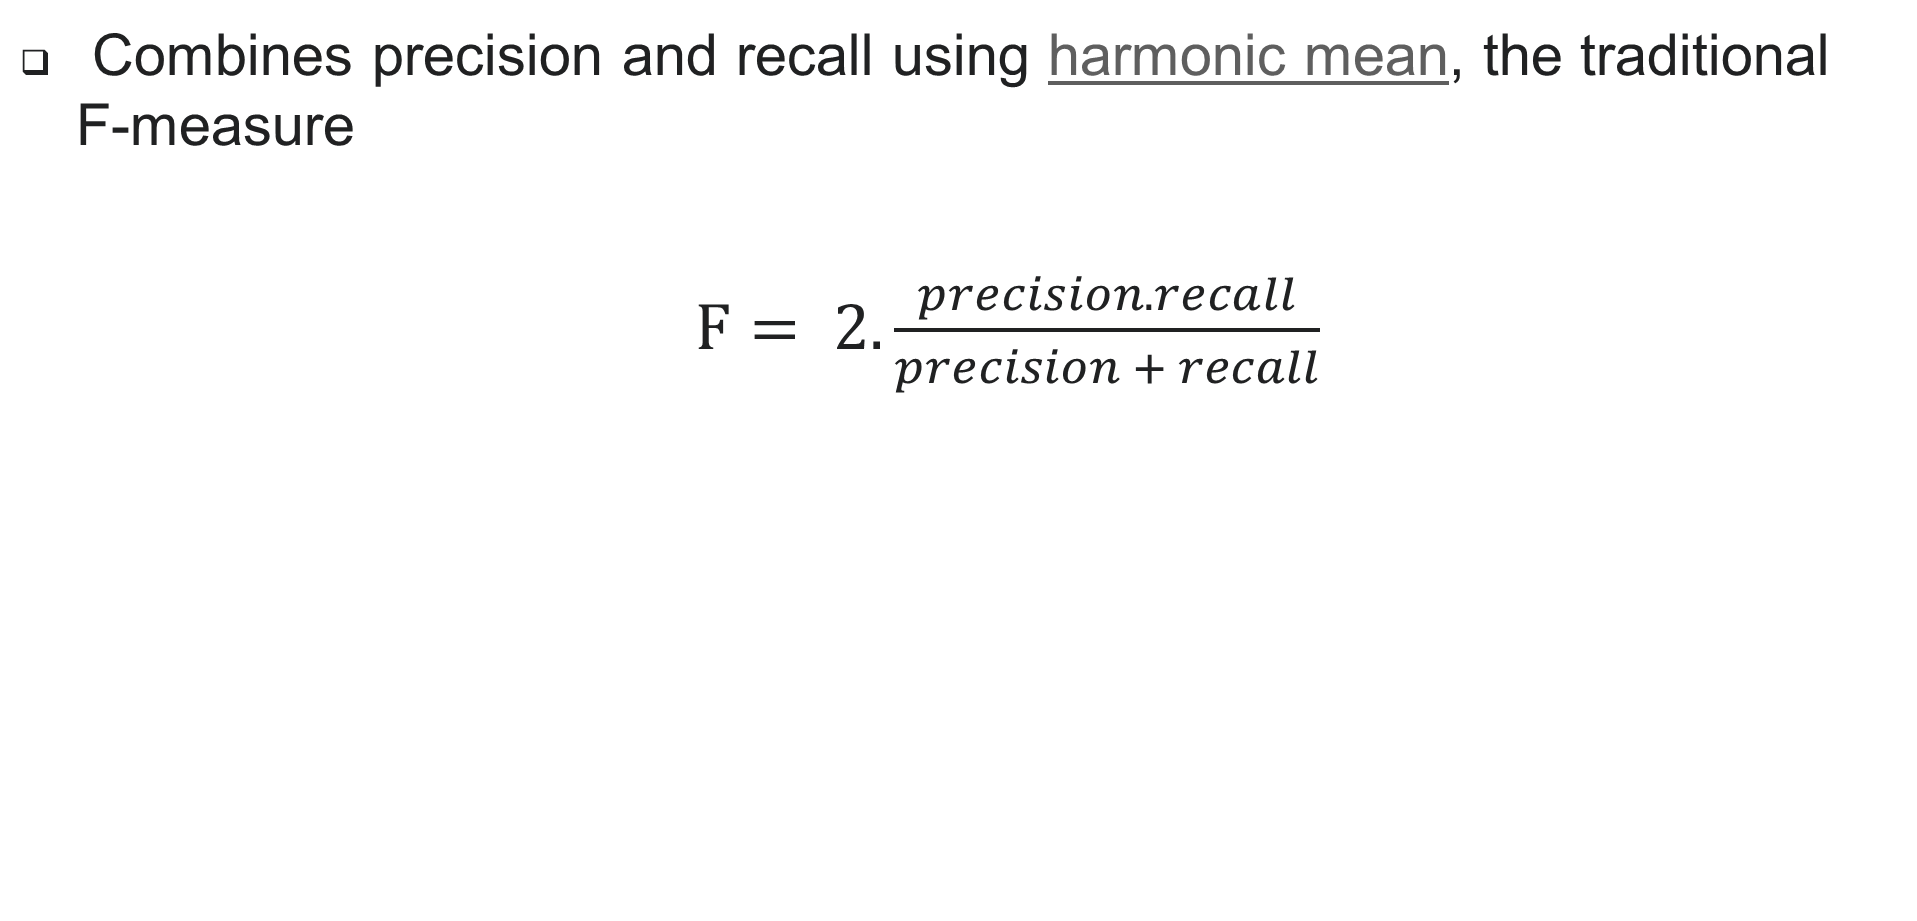 ❑ Combines precision and recall using harmonic mean, the traditional
F-measure
precision.recall
F = 2.
precision + recall